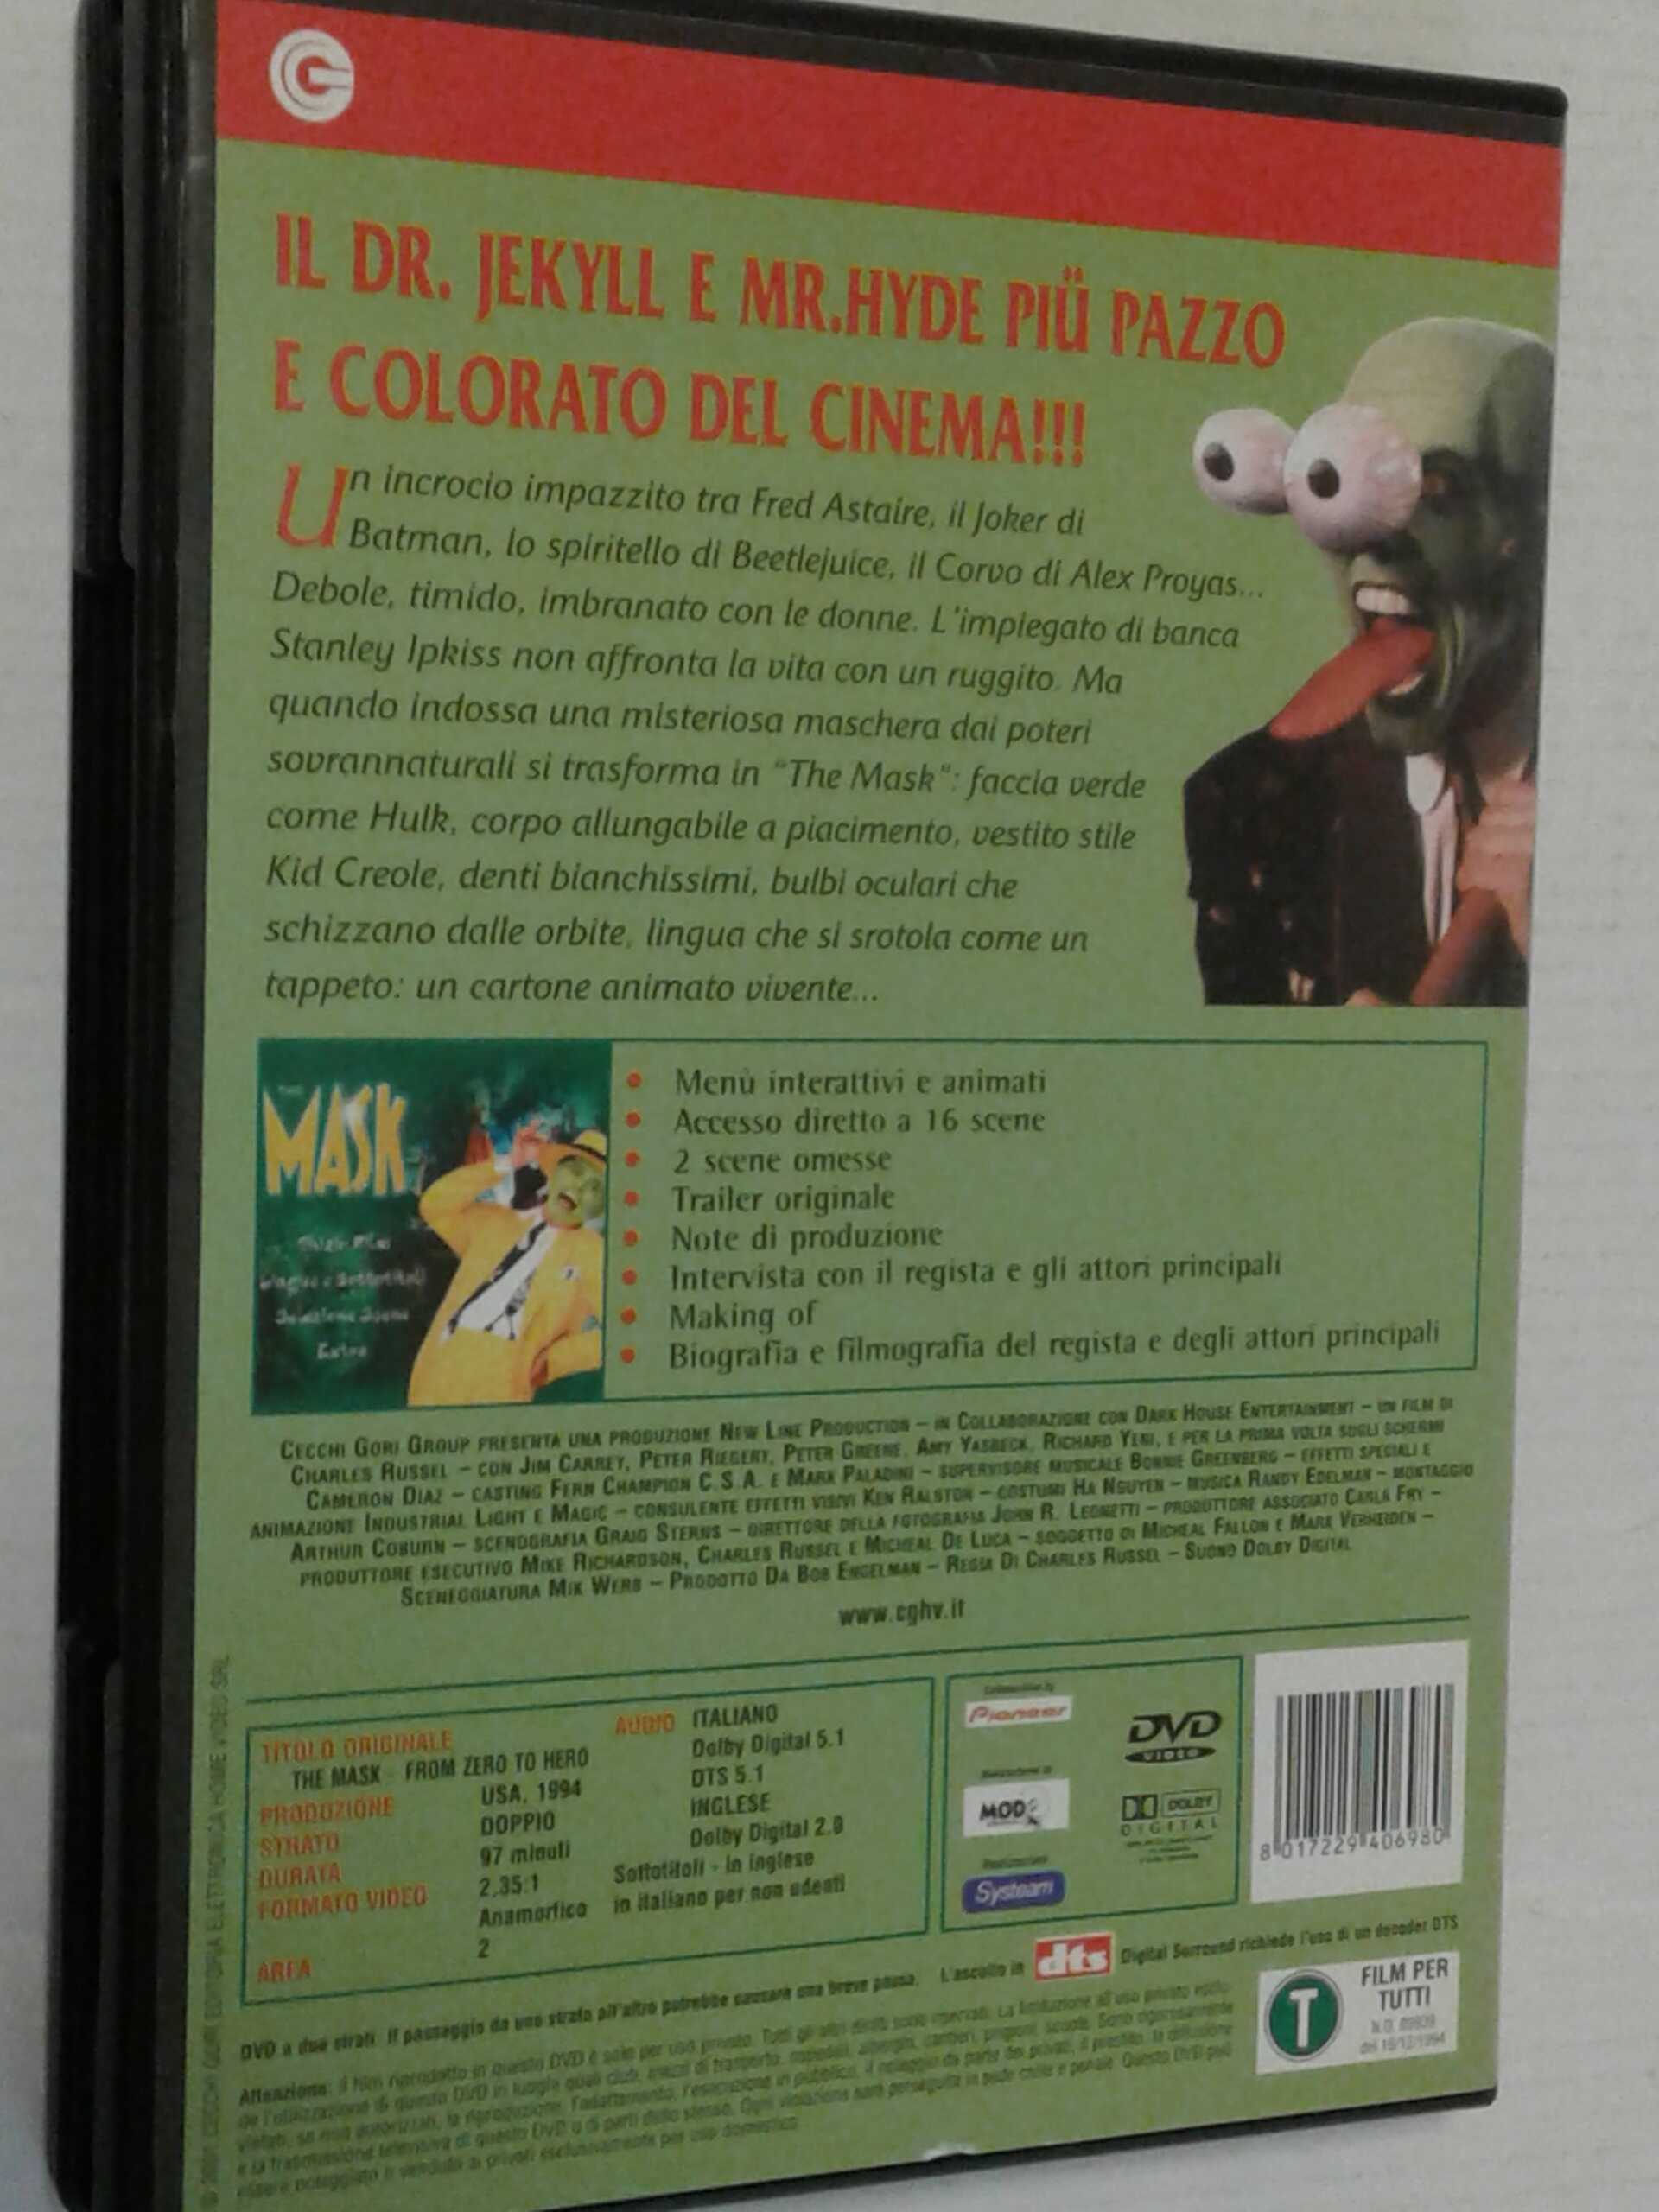 IL DR. JEKYLL E MR.HYDE PIÜ PAZZO
E COLORATO DEL CINEMA!!!
Un incrocio impazzito tra Fred Astaire, il Joker di
Batman, lo spiritello di Beetlejuice, il Corvo di Alex Proyas...
Debole, timido, imbranato con le donne. L'impiegato di banca
Stanley Ipkiss non affronta la vita con un ruggito. Ma
quando indossa una misteriosa maschera dai poteri
sovrannaturali si trasforma in "The Mask": faccia verde
come Hulk, corpo allungabile a piacimento, vestito stile
Kid Creole, denti bianchissimi, bulbi oculari che
schizzano dalle orbite, lingua che si srotola come un
tappeto: un cartone animato vivente...
MASK
Extra
• Menù interattivi e animati
• Accesso diretto a 16 scene
• 2 scene omesse
• Trailer originale
• Note di produzione
• Intervista con il regista e gli attori principali
• Making of
• Biografia e filmografia del regista e degli attori principali
CECCHI GORI GROUP PRESENTA UNA PRODUZIONE NEW LINE PRODUCTION – IN COLLABORAZIONE CON DARK HOUSE ENTERTAINMENT – UN FILM DI
CHARLES RUSSEL – CON JIM CARREY, PETER RIEGERT, PETER GREENE, AMY YASBECK, RICHARD YENI, E PER LA PRIMA VOLTA SUGLI SCHERMI
CAMERON DIAZ – CASTING FERN CHAMPION C.S.A. E MARK PALADINI – SUPERVISORE MUSICALE BONNIE GREENBERG – EFFETTI SPECIALI E
ANIMAZIONE INDUSTRIAL LIGHT E MAGIC – CONSULENTE EFFETTI VISIVI KEN RALSTON – COSTUMI HA NGUYEN – MUSICA RANDY EDELMAN – MONTAGGIO
ARTHUR COBURN – SCENOGRAFIA GRAIG STERNS – DIRETTORE DELLA FOTOGRAFIA JOHN R. LEONETTI – PRODUTTORE ASSOCIATO CARLA FRY –
PRODUTTORE ESECUTIVO MIKE RICHARDSON, CHARLES RUSSEL E MICHEAL DE LUCA – SOGGETTO DI MICHEAL FALLON E MARK VERHEIDEN –
SCENEGGIATURA MIK WERB – PRODOTTO DA BOB ENGELMAN – REGIA DI CHARLES RUSSEL – SUONO DOLBY DIGITAL
www.cghv.it
TITOLO ORIGINALE
THE MASK - FROM ZERO TO HERO
PRODUZIONE USA, 1994
STRATO DOPPIO
DURATA 97 minuti
FORMATO VIDEO 2,35:1
Anamorfico
AREA 2
AUDIO ITALIANO
Dolby Digital 5.1
DTS 5.1
INGLESE
Dolby Digital 2.0
Sottotitoli - in inglese
in italiano per non udenti
Pioneer
MOD
Systeam
DVD
VIDEO
DOLBY
DIGITAL
8 017229 406980
DVD a due strati. Il passaggio da uno strato all'altro potrebbe causare una breve pausa. L'ascolto in dts Digital Surround richiede l'uso di un decoder DTS
T
FILM PER
TUTTI
CECCHI GORI EDITORIA ELETTRONICA HOME VIDEO SRL